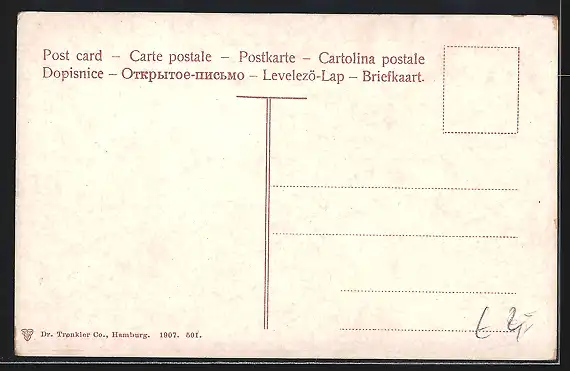 Post card – Carte postale – Postkarte – Cartolina postale
Dopisnice – Открытое-письмо – Levelezö-Lap – Briefkaart.
Dr. Trenkler Co., Hamburg. 1907. 501.